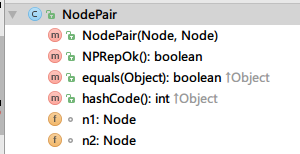 NodePair
NodePair(Node, Node)
NPRepOk(): boolean
equals(Object): boolean ↑Object
hashCode(): int ↑Object
n1: Node
n2: Node